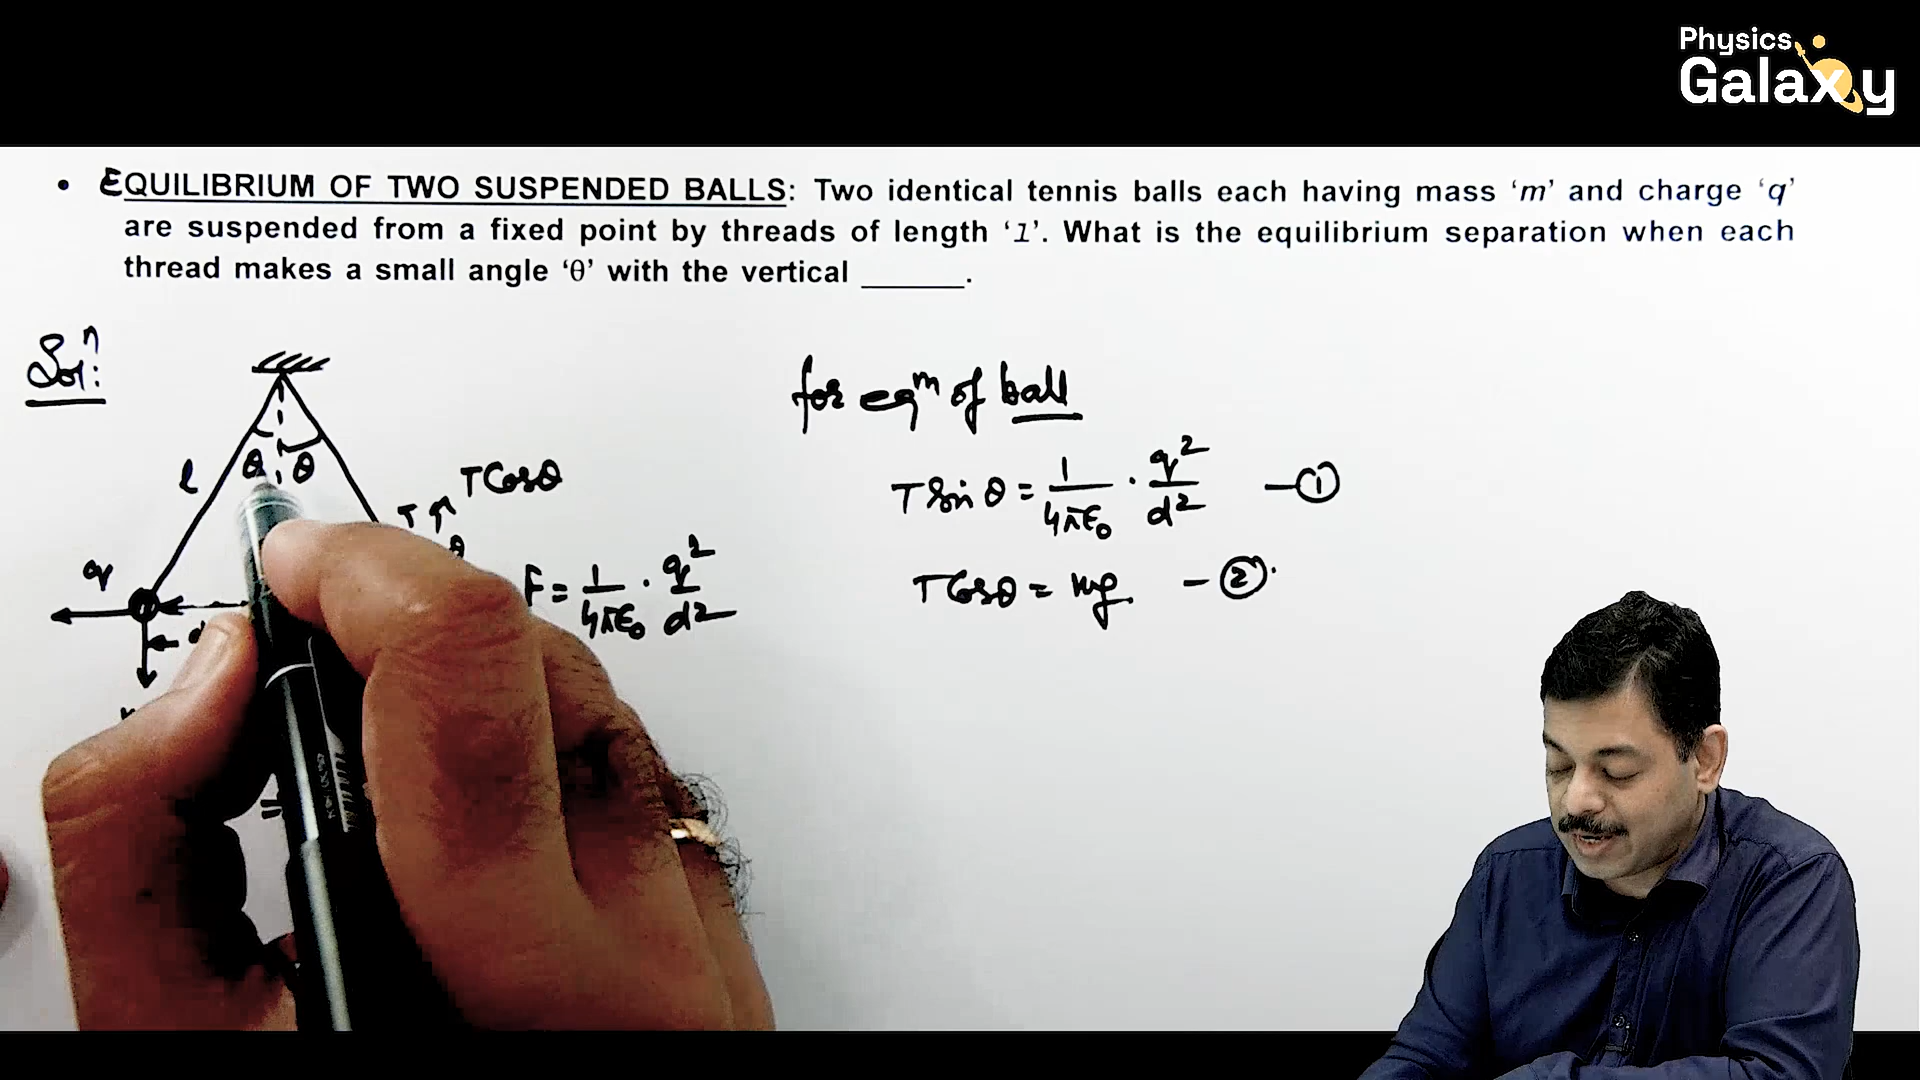 Physics
Galaxy
• EQUILIBRIUM OF TWO SUSPENDED BALLS: Two identical tennis balls each having mass ‘m’ and charge ‘q’
are suspended from a fixed point by threads of length ‘l’. What is the equilibrium separation when each
thread makes a small angle ‘θ’ with the vertical ______.
Solⁿ:
θ θ
l
T Cosθ
T
θ
q
d
F = 1/4πε₀ · q²/d²
for eqᵐ of ball
T Sin θ = 1/4πε₀ · q²/d² —①
T Cosθ = mg —②